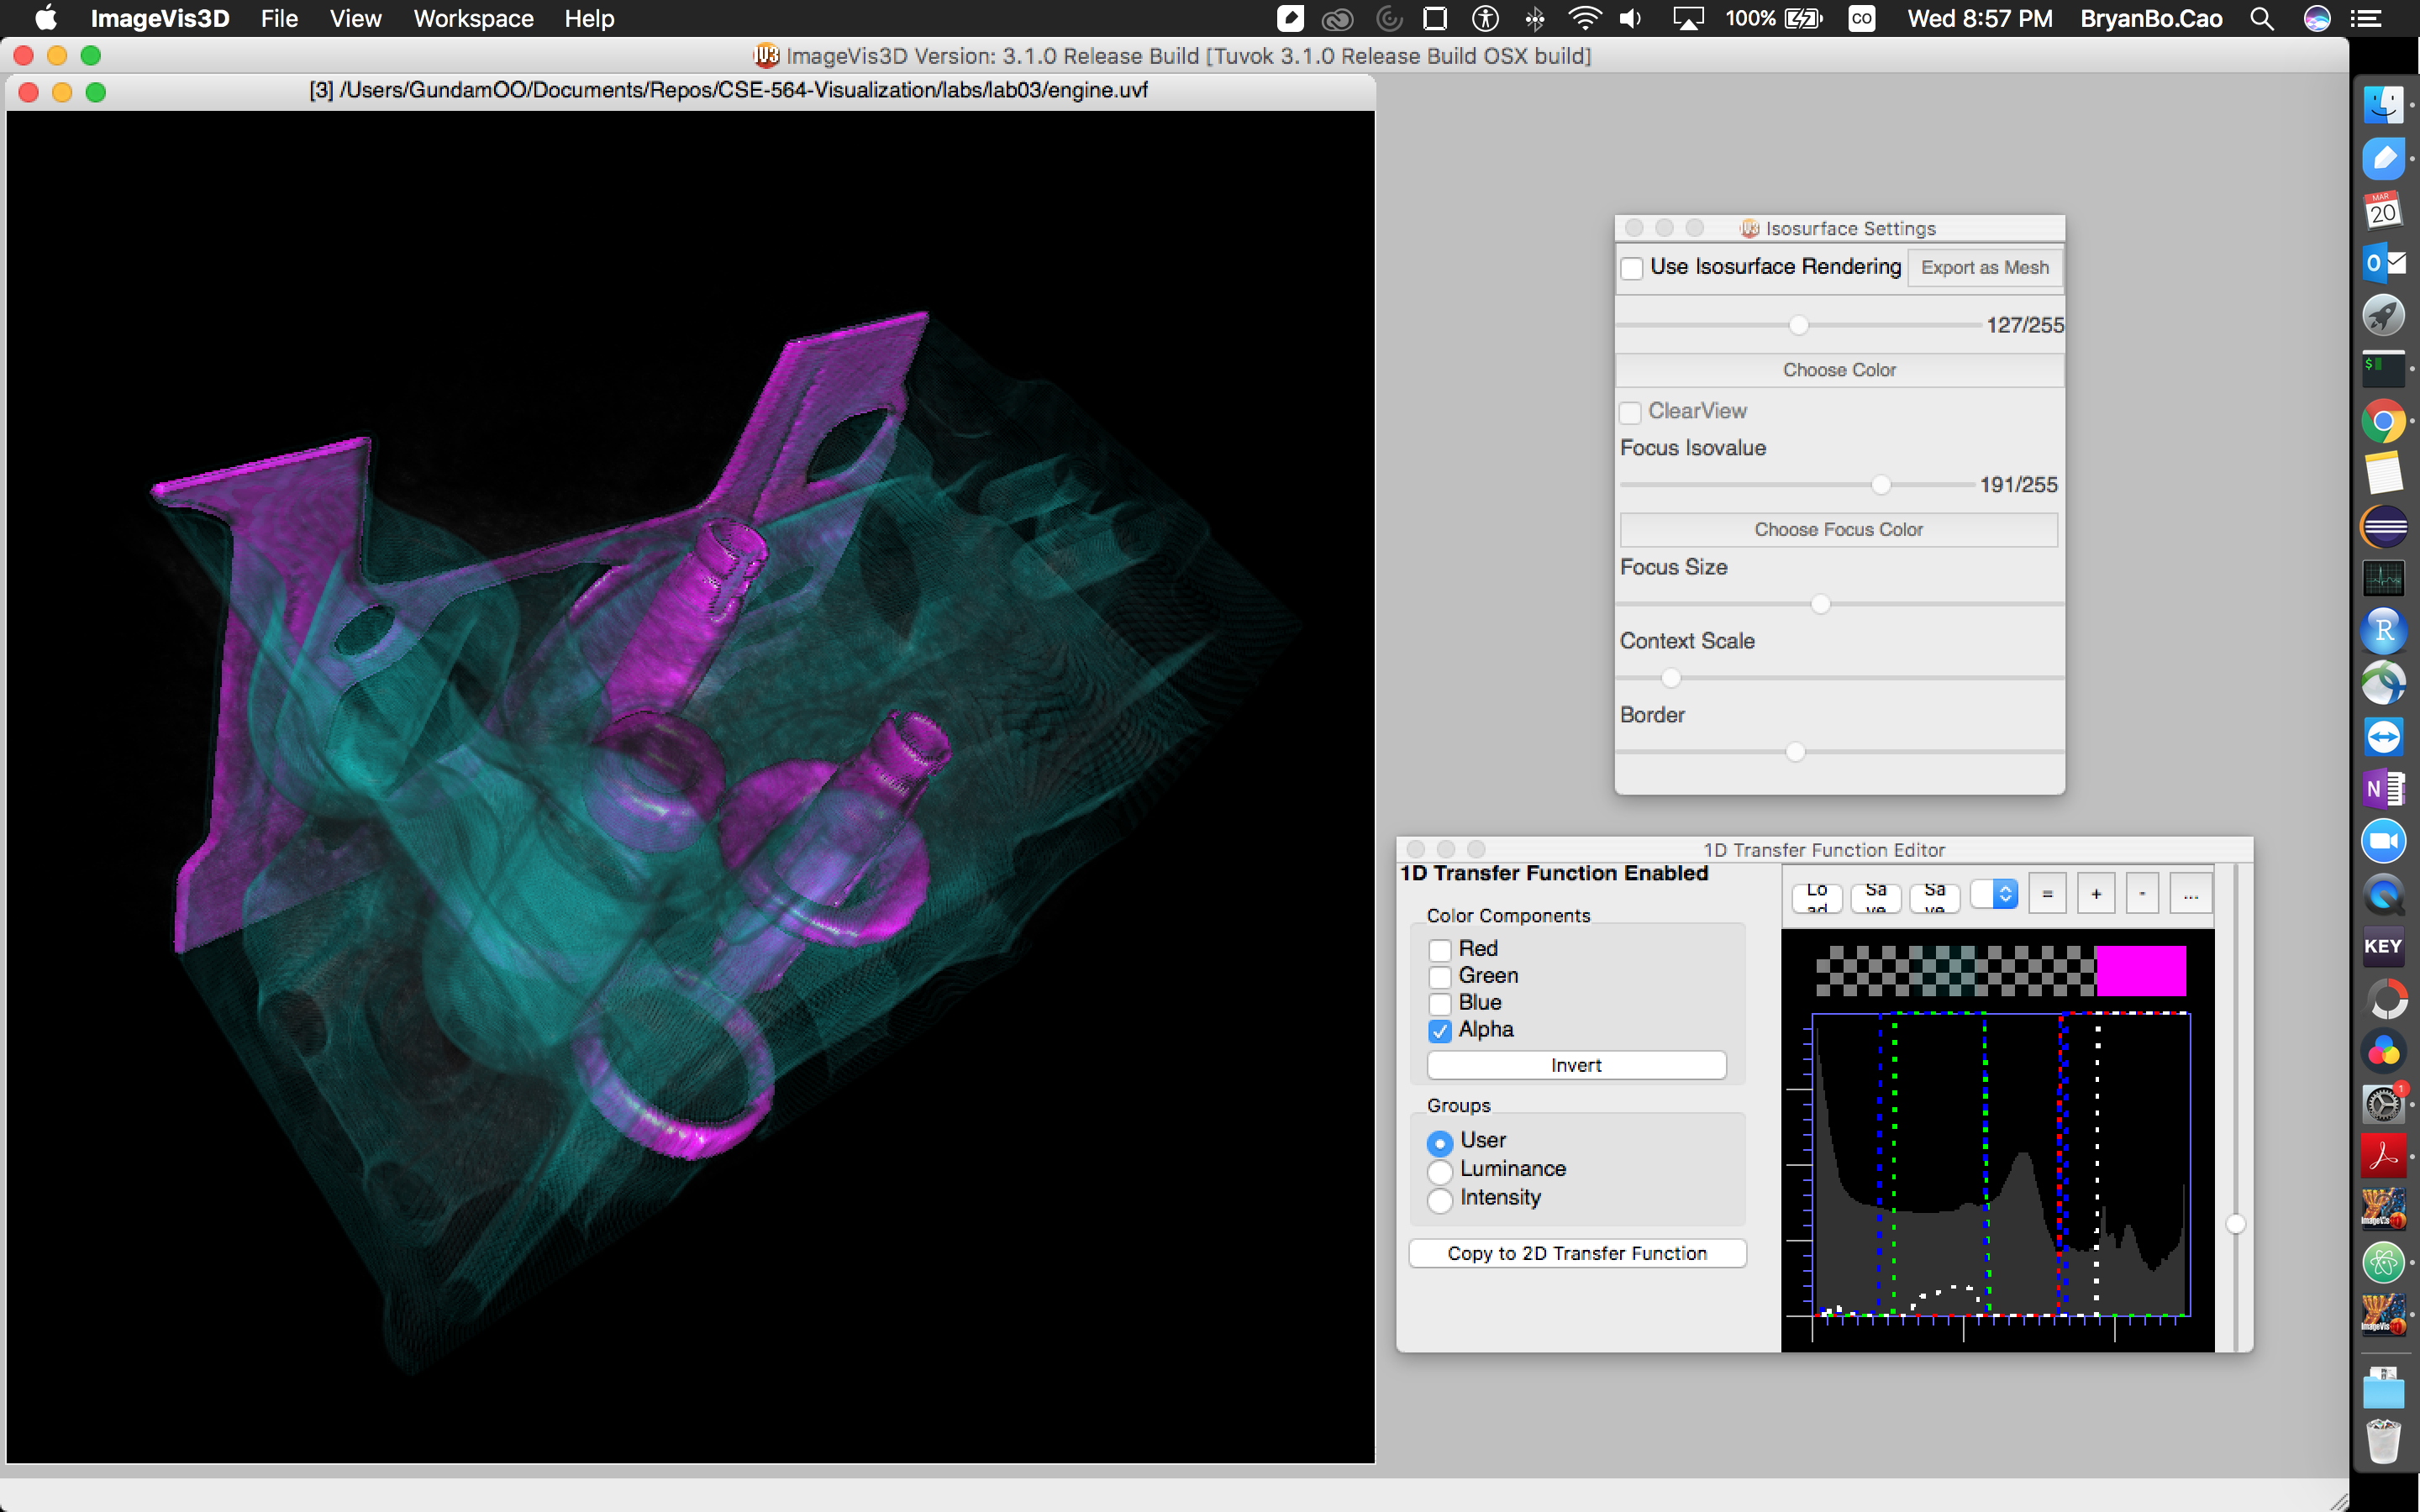 ImageVis3D File View Workspace Help 100% CO Wed 8:57 PM BryanBo.Cao
ImageVis3D Version: 3.1.0 Release Build [Tuvok 3.1.0 Release Build OSX build]
[3] /Users/GundamOO/Documents/Repos/CSE-564-Visualization/labs/lab03/engine.uvf
Isosurface Settings
Use Isosurface Rendering Export as Mesh
127/255
Choose Color
ClearView
Focus Isovalue
191/255
Choose Focus Color
Focus Size
Context Scale
Border
1D Transfer Function Editor
1D Transfer Function Enabled
Lo
ad
Sa
ve
Sa
ve
= + - ...
Color Components
Red
Green
Blue
Alpha
Invert
Groups
User
Luminance
Intensity
Copy to 2D Transfer Function
MAR
20
O
$
R
N
KEY
1